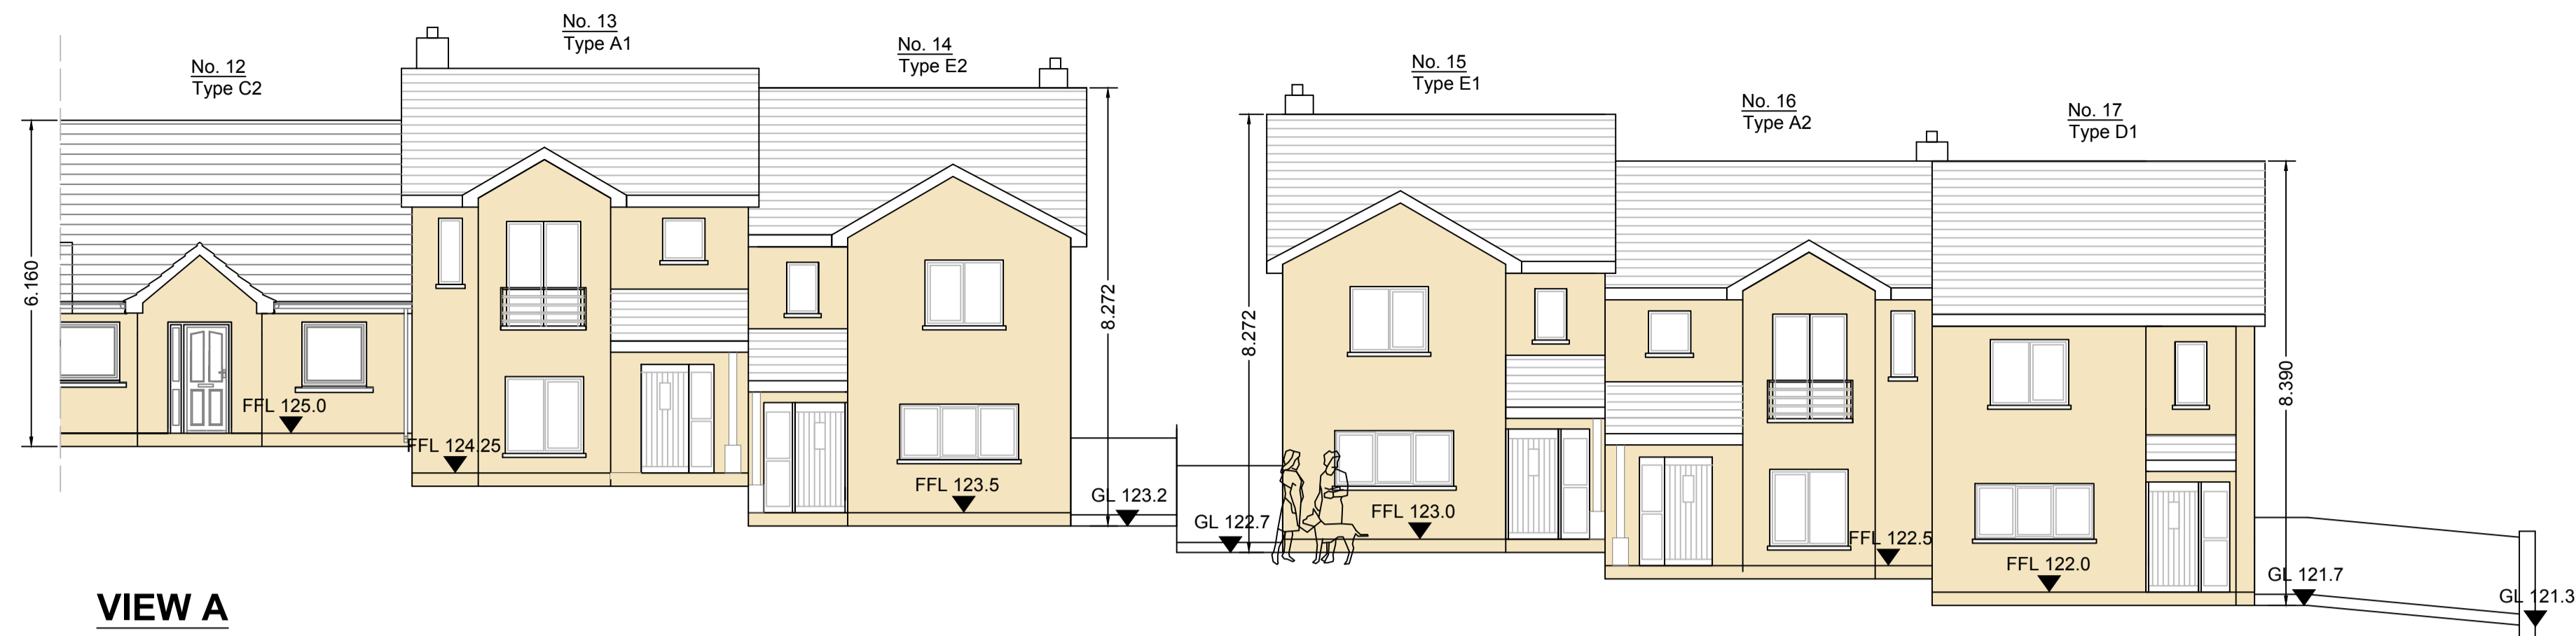 No. 12
Type C2
No. 13
Type A1
No. 14
Type E2
No. 15
Type E1
No. 16
Type A2
No. 17
Type D1
6.160
8.272
8.272
8.390
FFL 125.0
FFL 124.25
FFL 123.5
GL 123.2
GL 122.7
FFL 123.0
FFL 122.5
FFL 122.0
GL 121.7
GL 121.3
VIEW A